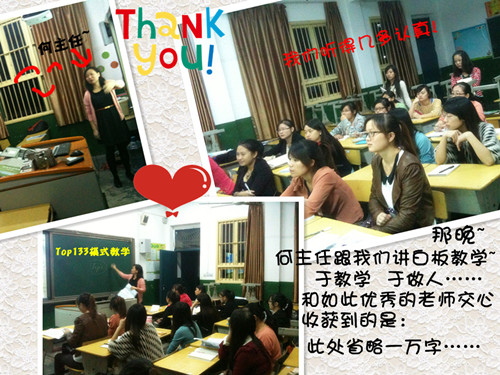 THANK
you!
何主任~
我们听得几多认真!
Top133模式教学
那晚~
何主任跟我们讲白板教学~
于教学 于做人……
和如此优秀的老师交心
收获到的是:
此处省略一万字……